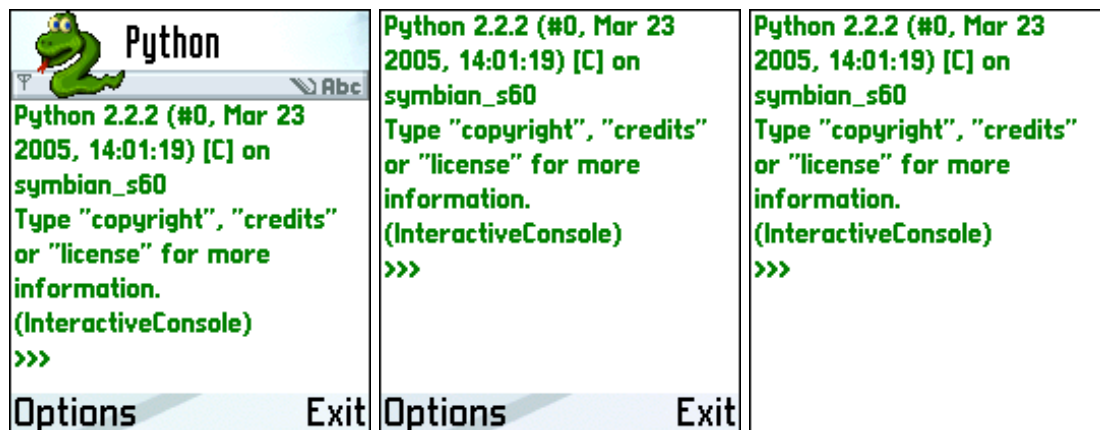 Python
Abc
Python 2.2.2 (#0, Mar 23
2005, 14:01:19) [C] on
symbian_s60
Type "copyright", "credits"
or "license" for more
information.
(InteractiveConsole)
>>>
Options Exit
Python 2.2.2 (#0, Mar 23
2005, 14:01:19) [C] on
symbian_s60
Type "copyright", "credits"
or "license" for more
information.
(InteractiveConsole)
>>>
Options Exit
Python 2.2.2 (#0, Mar 23
2005, 14:01:19) [C] on
symbian_s60
Type "copyright", "credits"
or "license" for more
information.
(InteractiveConsole)
>>>